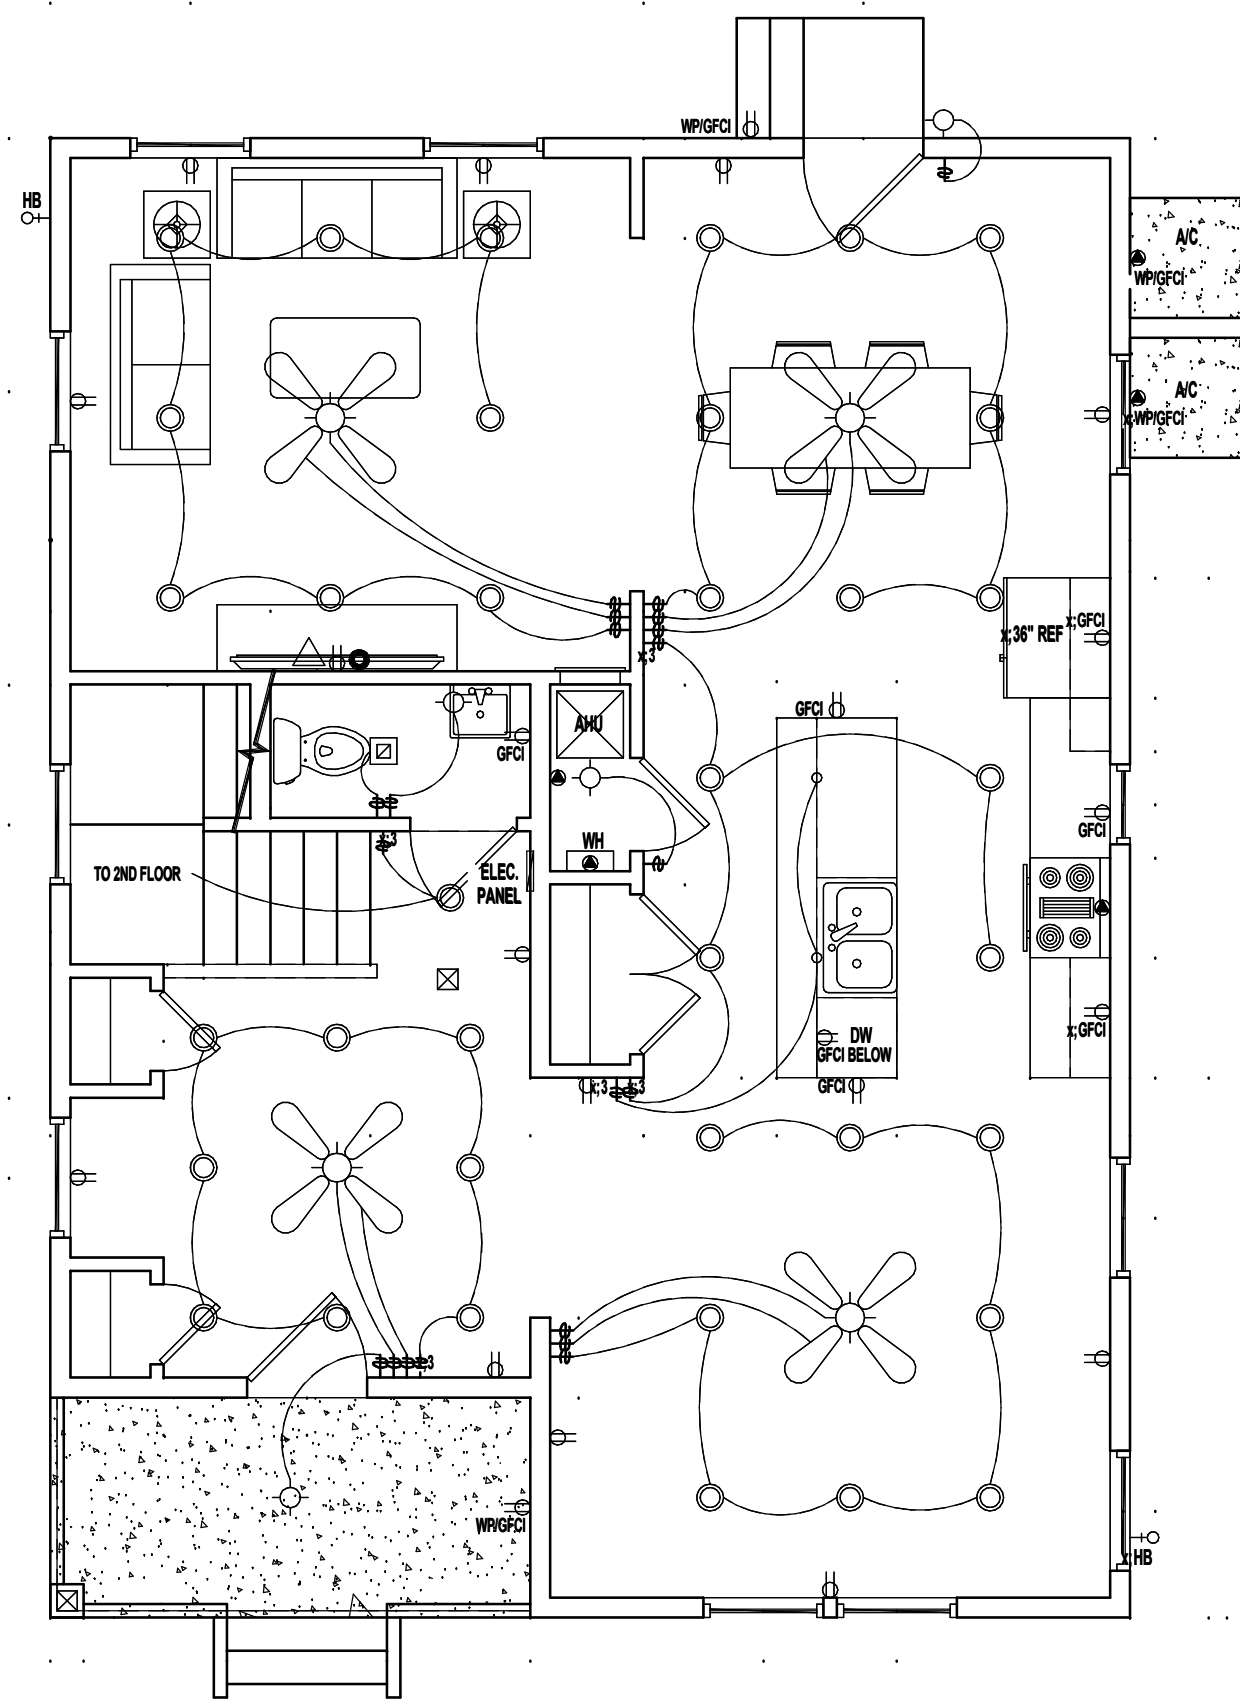 WP/GFCI
HB
A/C
WP/GFCI
A/C
x;WP/GFCI
x;GFCI
x;36" REF
x;3
GFCI
AHU
GFCI
GFCI
x;3
WH
TO 2ND FLOOR
ELEC.
PANEL
x;GFCI
DW
GFCI BELOW
GFCI
x;3
x;3
x;3
WP/GFCI
x;HB